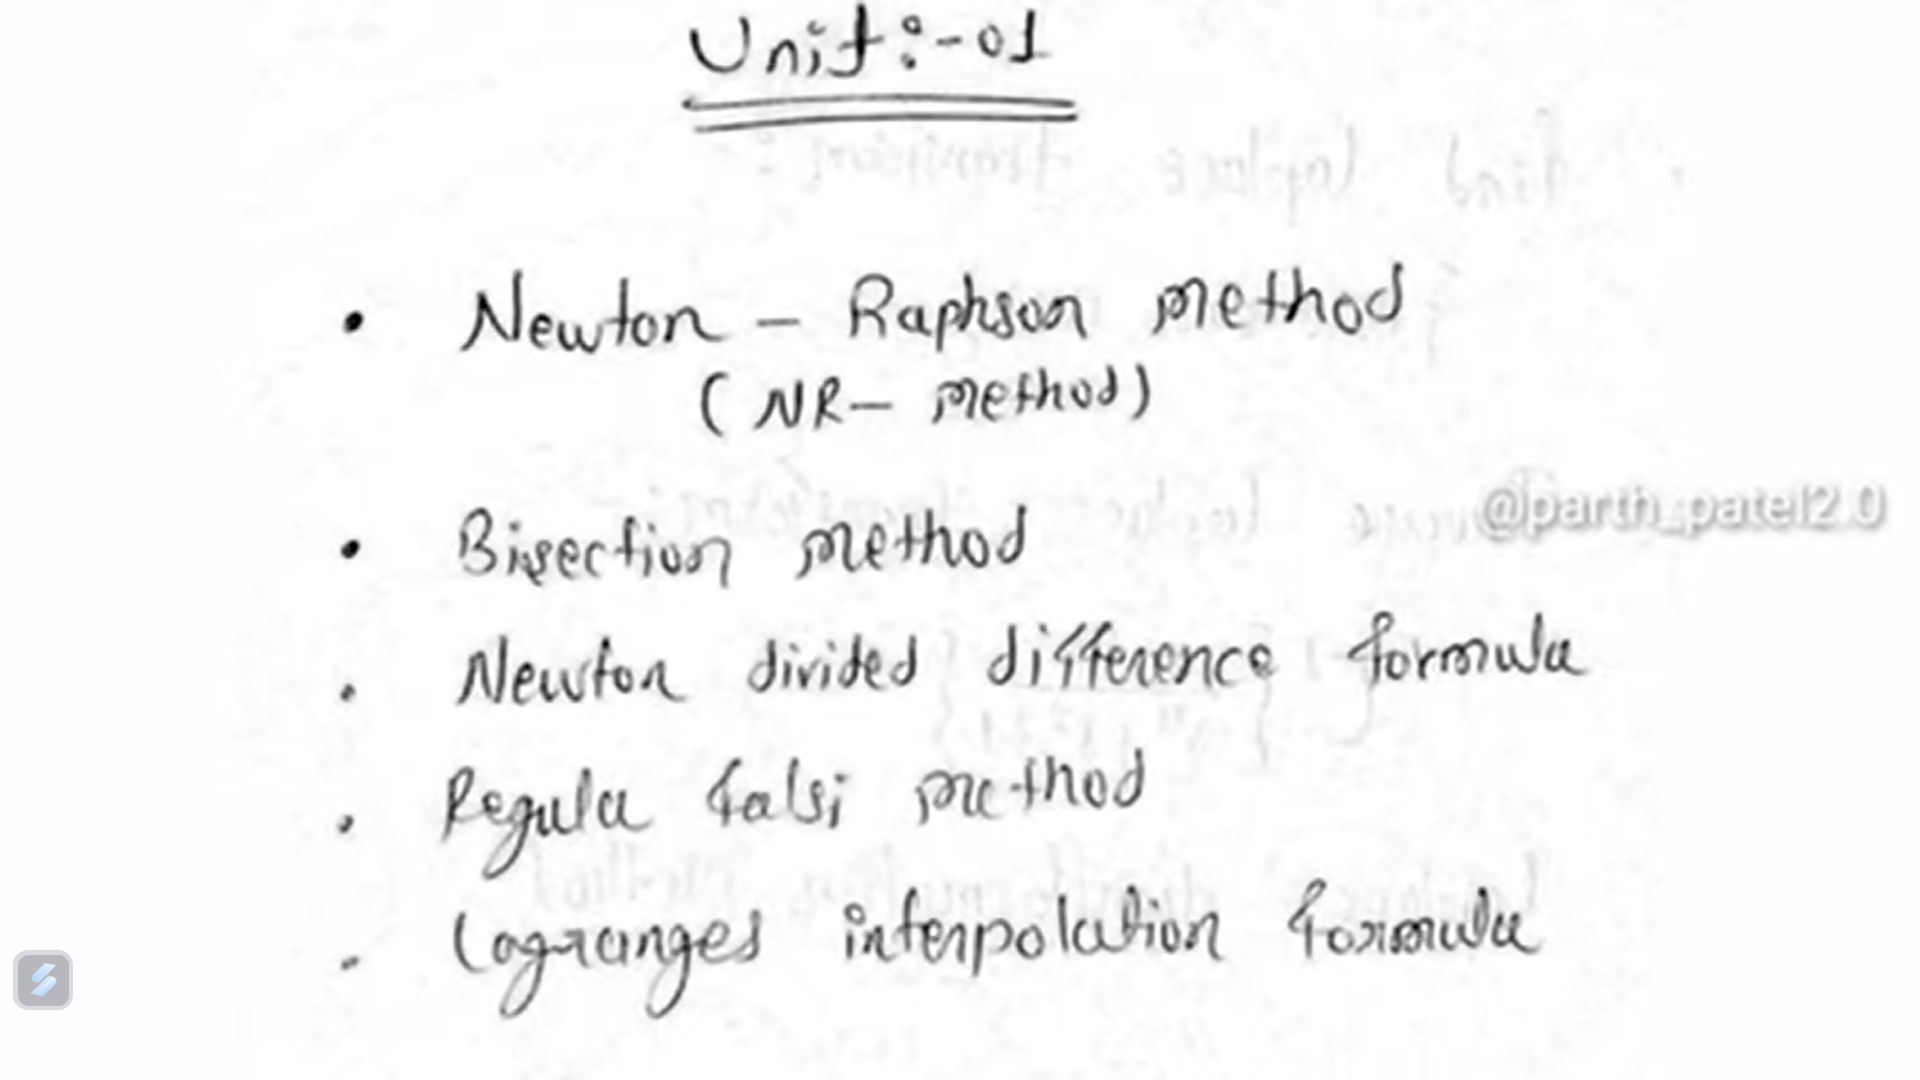 Unit:-01
• Newton - Raphson method
(NR- method)
• Bisection method
@parth_patel2.0
• Newton divided difference formula
• Regula falsi method
• Lagranges interpolation formula